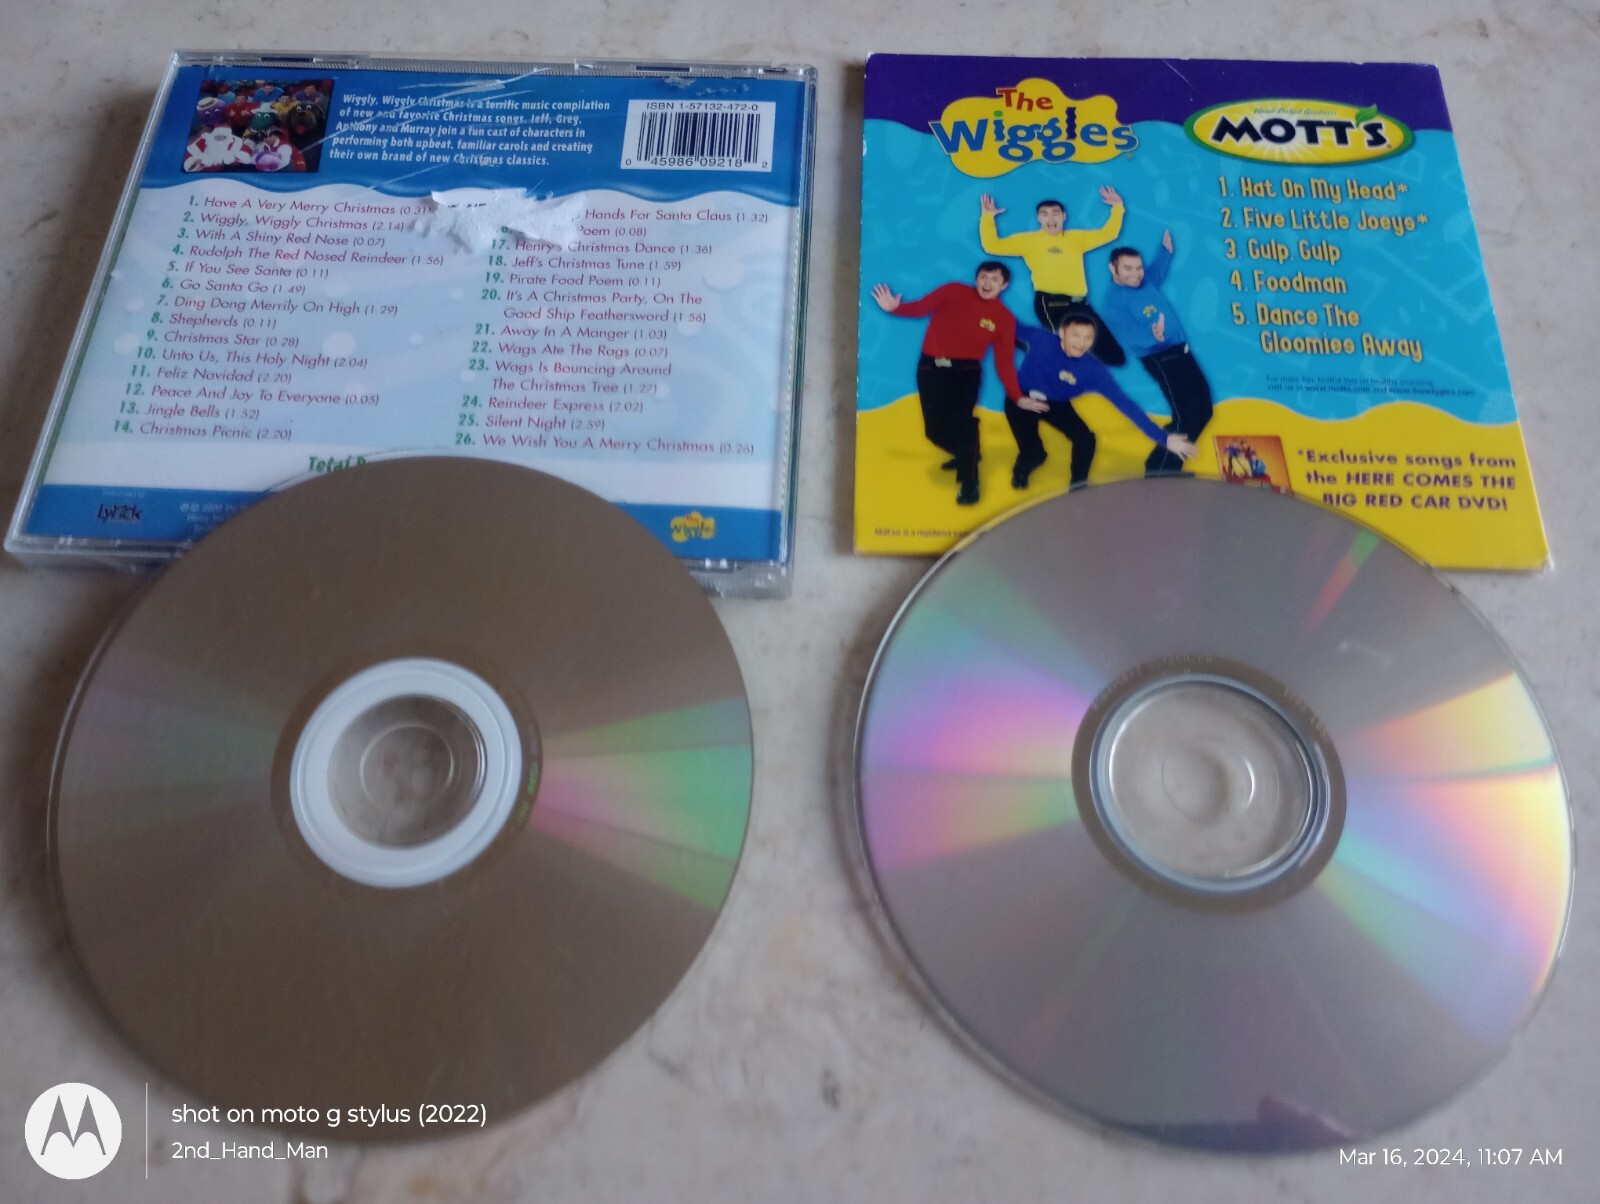 Wiggly, Wiggly Christmas is a terrific music compilation
of new and favorite Christmas songs. Jeff, Greg,
Anthony and Murray join a fun cast of characters in
performing both upbeat, familiar carols and creating
their own brand of new Christmas classics.
ISBN 1-57132-472-0
0 45986 09218 2
1. Have A Very Merry Christmas (0.31)
2. Wiggly, Wiggly Christmas (2.14)
3. With A Shiny Red Nose (0.07)
4. Rudolph The Red Nosed Reindeer (1.56)
5. If You See Santa (0.11)
6. Go Santa Go (1.49)
7. Ding Dong Merrily On High (1.29)
8. Shepherds (0.11)
9. Christmas Star (0.28)
10. Unto Us, This Holy Night (2.04)
11. Feliz Navidad (2.20)
12. Peace And Joy To Everyone (0.05)
13. Jingle Bells (1.52)
14. Christmas Picnic (2.20)
Hands For Santa Claus (1.32)
Poem (0.08)
17. Henry's Christmas Dance (1.36)
18. Jeff's Christmas Tune (1.59)
19. Pirate Food Poem (0.11)
20. It's A Christmas Party, On The
Good Ship Feathersword (1.56)
21. Away In A Manger (1.03)
22. Wags Ate The Rags (0.07)
23. Wags Is Bouncing Around
The Christmas Tree (1.27)
24. Reindeer Express (2.02)
25. Silent Night (2.59)
26. We Wish You A Merry Christmas (0.26)
Lyrick
The
Wiggles
The
Wiggles
MOTT'S
1. Hat On My Head*
2. Five Little Joeys*
3. Gulp, Gulp
4. Foodman
5. Dance The
Gloomies Away
*Exclusive songs from
the HERE COMES THE
BIG RED CAR DVD!
shot on moto g stylus (2022)
2nd_Hand_Man
Mar 16, 2024, 11:07 AM